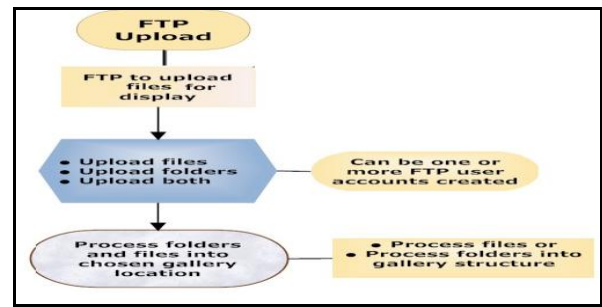 FTP
Upload
FTP to upload
files for
display
• Upload files
• Upload folders
• Upload both
Can be one or
more FTP user
accounts created
Process folders
and files into
chosen gallery
location
• Process files or
• Process folders into
gallery structure